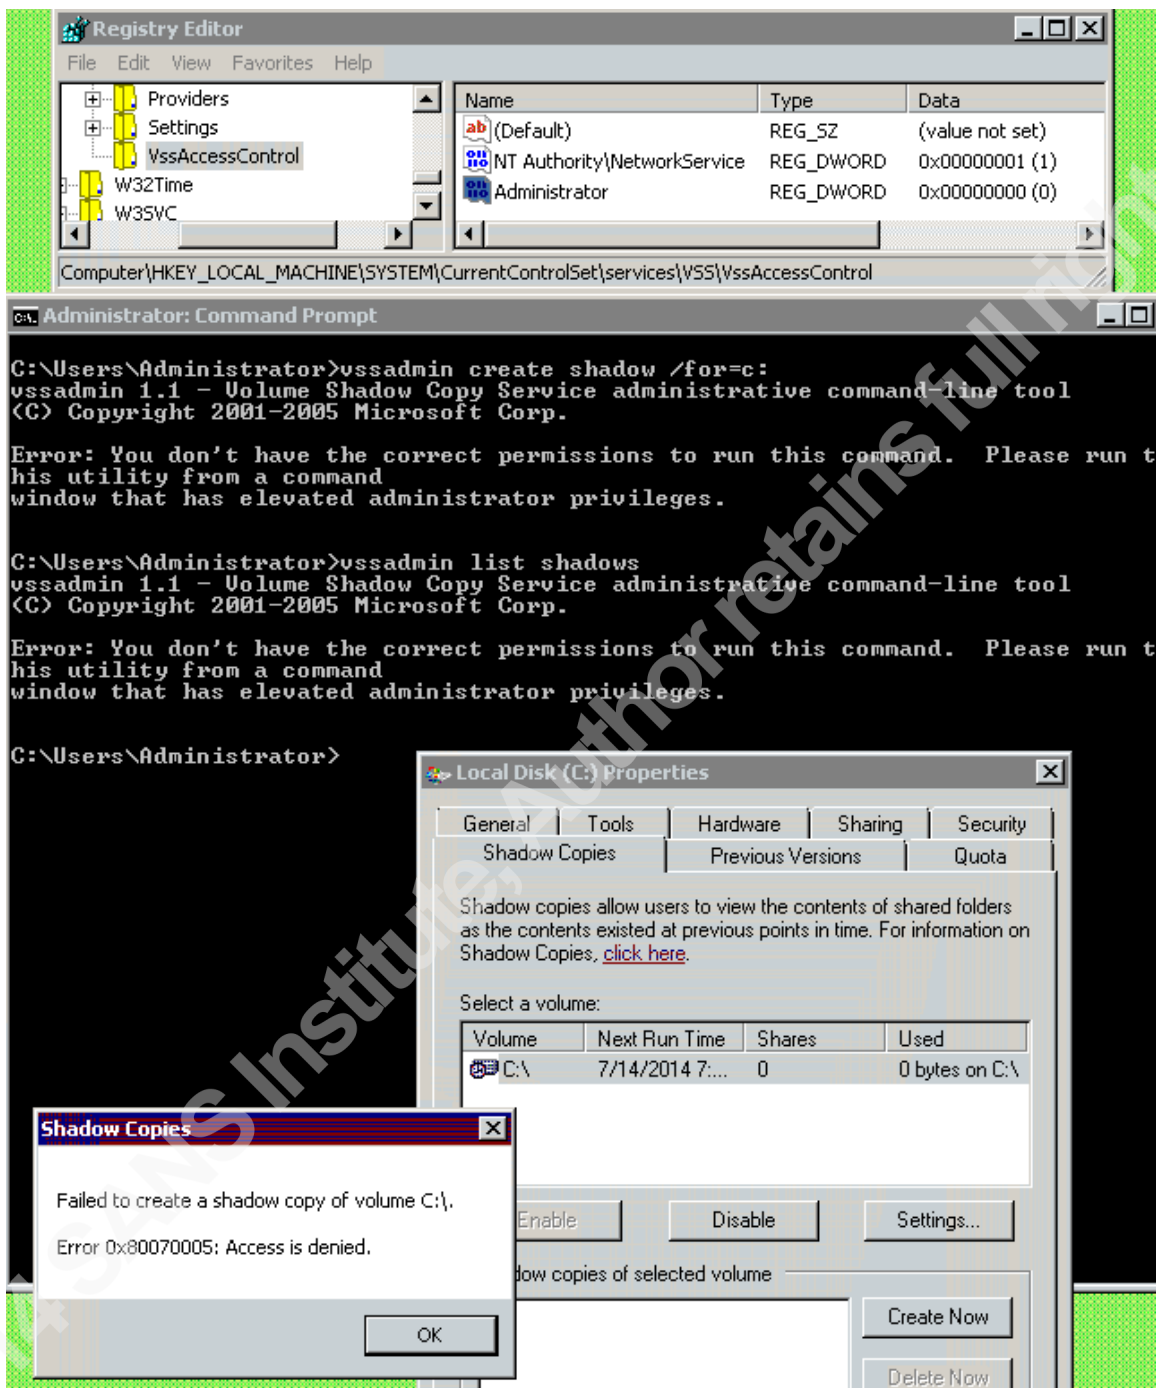 Registry Editor
File Edit View Favorites Help
Providers
Settings
VssAccessControl
W32Time
W3SVC
Name Type Data
(Default) REG_SZ (value not set)
NT Authority\NetworkService REG_DWORD 0x00000001 (1)
Administrator REG_DWORD 0x00000000 (0)
Computer\HKEY_LOCAL_MACHINE\SYSTEM\CurrentControlSet\services\VSS\VssAccessControl
Administrator: Command Prompt
C:\Users\Administrator>vssadmin create shadow /for=c:
vssadmin 1.1 - Volume Shadow Copy Service administrative command-line tool
(C) Copyright 2001-2005 Microsoft Corp.
Error: You don't have the correct permissions to run this command.  Please run t
his utility from a command
window that has elevated administrator privileges.
C:\Users\Administrator>vssadmin list shadows
vssadmin 1.1 - Volume Shadow Copy Service administrative command-line tool
(C) Copyright 2001-2005 Microsoft Corp.
Error: You don't have the correct permissions to run this command.  Please run t
his utility from a command
window that has elevated administrator privileges.
C:\Users\Administrator>
Local Disk (C:) Properties
General Tools Hardware Sharing Security
Shadow Copies Previous Versions Quota
Shadow copies allow users to view the contents of shared folders
as the contents existed at previous points in time. For information on
Shadow Copies, click here.
Select a volume:
Volume Next Run Time Shares Used
C:\ 7/14/2014 7:... 0 0 bytes on C:\
Enable Disable Settings...
dow copies of selected volume
Create Now
Delete Now
Shadow Copies
Failed to create a shadow copy of volume C:\.
Error 0x80070005: Access is denied.
OK
14 SANS Institute, Author retains full righ